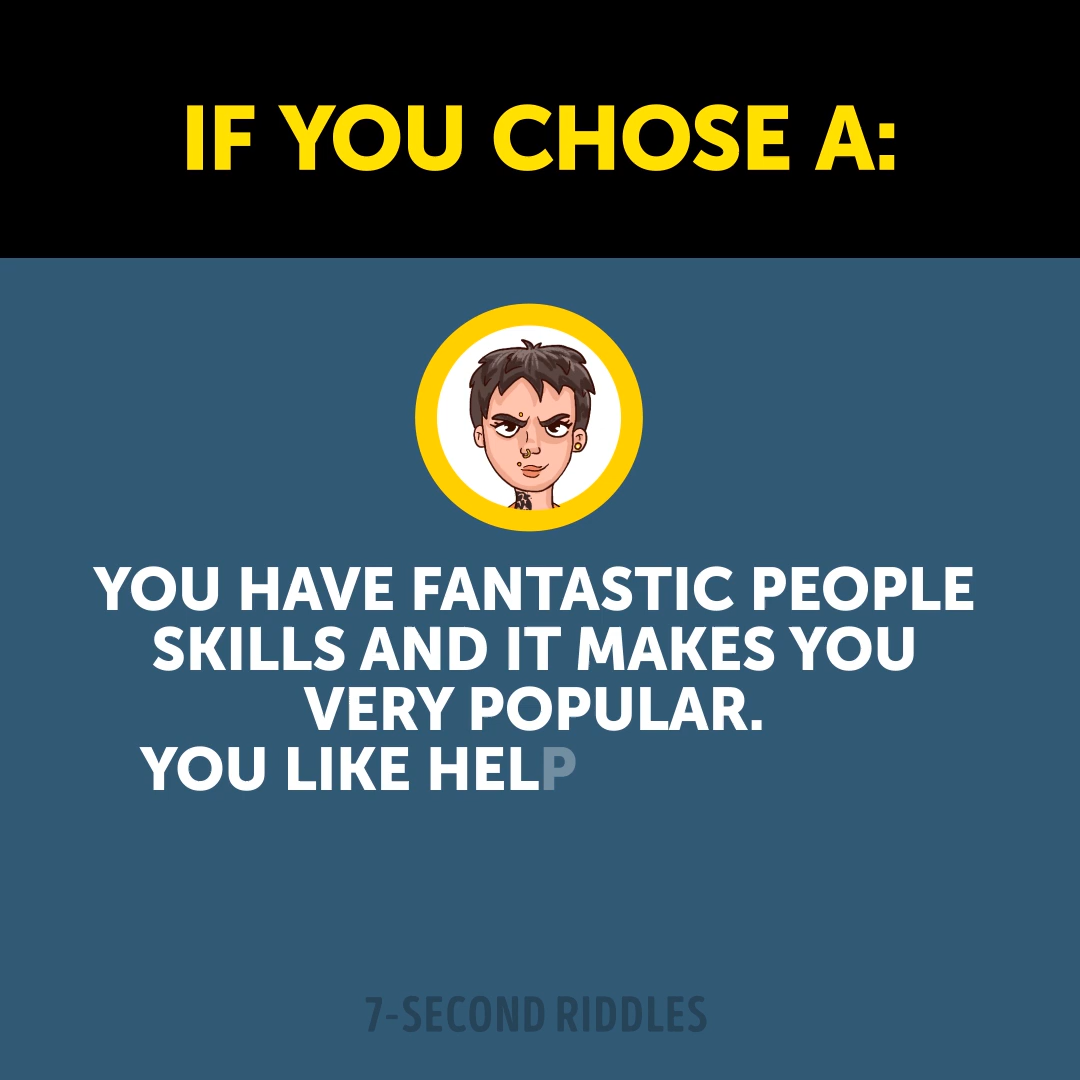 IF YOU CHOSE A:
YOU HAVE FANTASTIC PEOPLE
SKILLS AND IT MAKES YOU
VERY POPULAR.
YOU LIKE HELP
7-SECOND RIDDLES